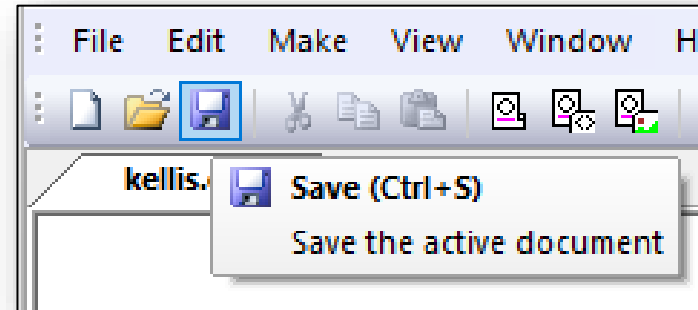 File Edit Make View Window H
kellis.
Save (Ctrl+S)
Save the active document